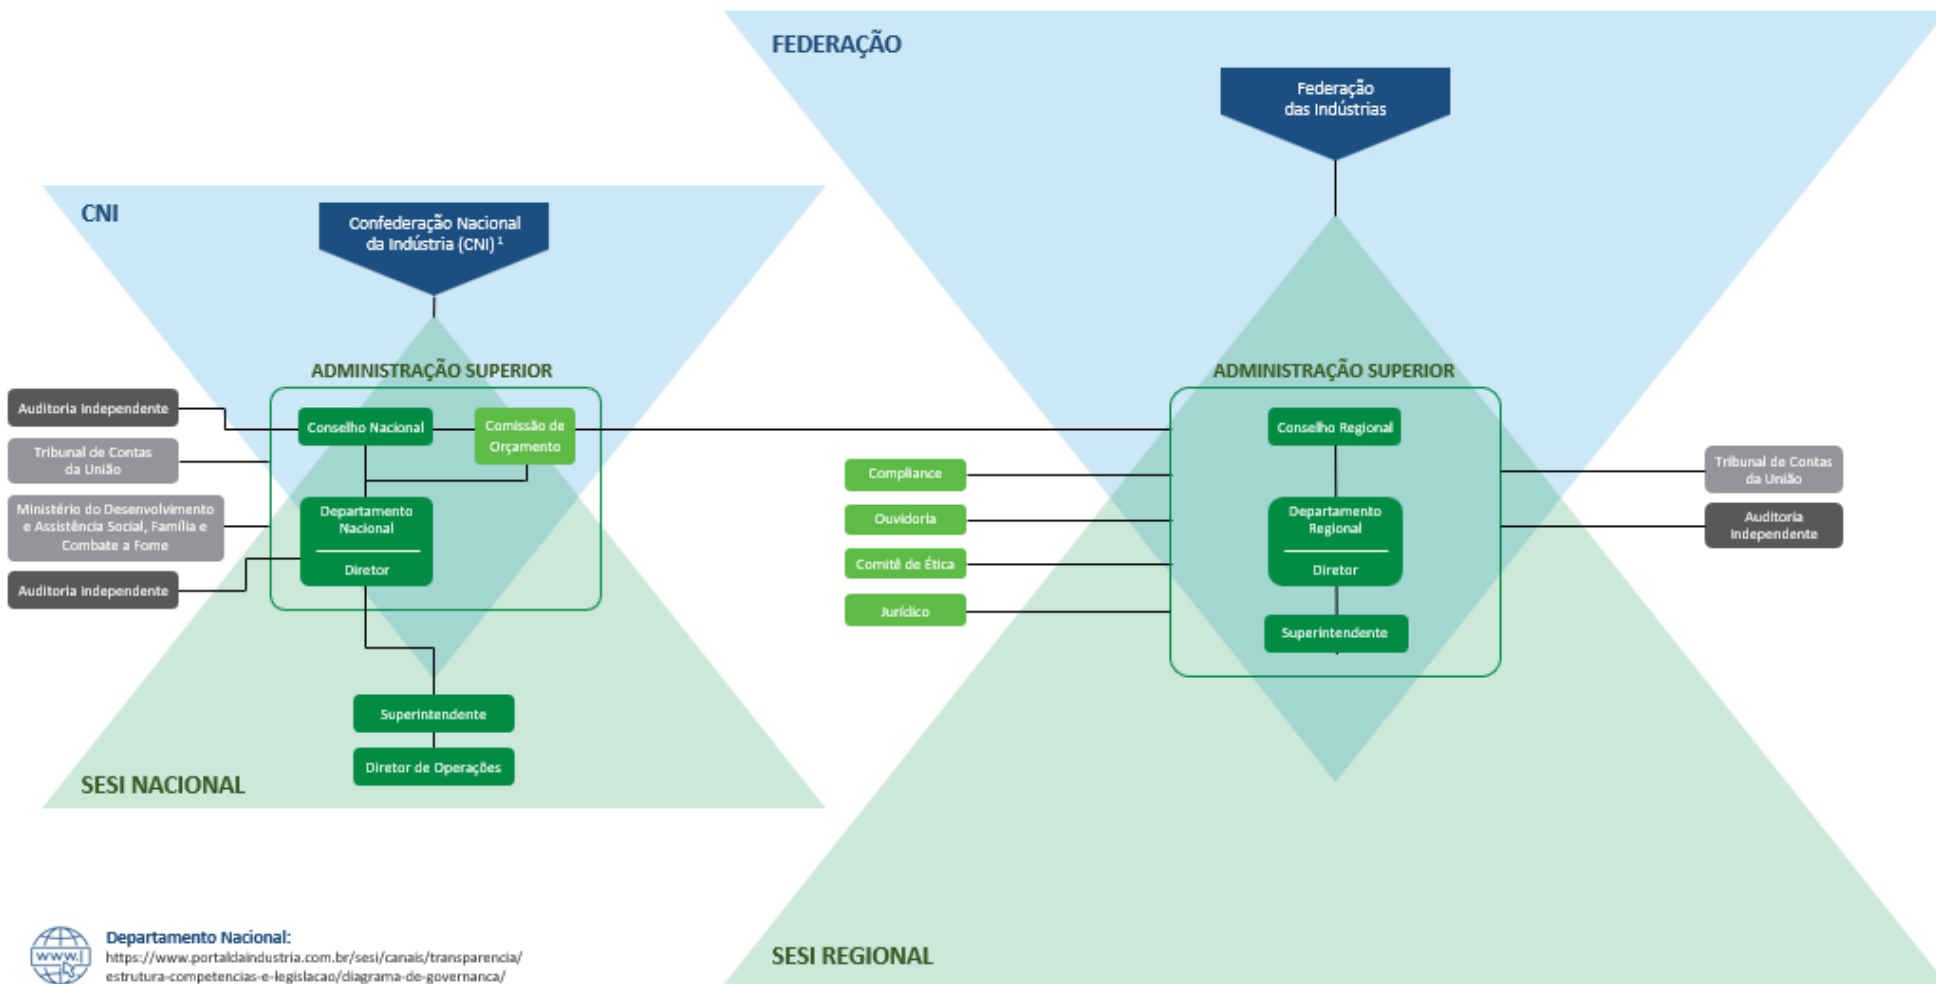 FEDERAÇÃO
Federação
das Indústrias
CNI
Confederação Nacional
da Indústria (CNI) ¹
ADMINISTRAÇÃO SUPERIOR
Auditoria Independente
Conselho Nacional
Comissão de
Orçamento
Tribunal de Contas
da União
Ministério do Desenvolvimento
e Assistência Social, Família e
Combate a Fome
Departamento
Nacional
Diretor
Auditoria Independente
Superintendente
Diretor de Operações
SESI NACIONAL
ADMINISTRAÇÃO SUPERIOR
Conselho Regional
Compliance
Ouvidoria
Comitê de Ética
Jurídico
Departamento
Regional
Diretor
Superintendente
Tribunal de Contas
da União
Auditoria
Independente
SESI REGIONAL
www.
Departamento Nacional:
https://www.portaldaindustria.com.br/sesi/canais/transparencia/
estrutura-competencias-e-legislacao/diagrama-de-governanca/